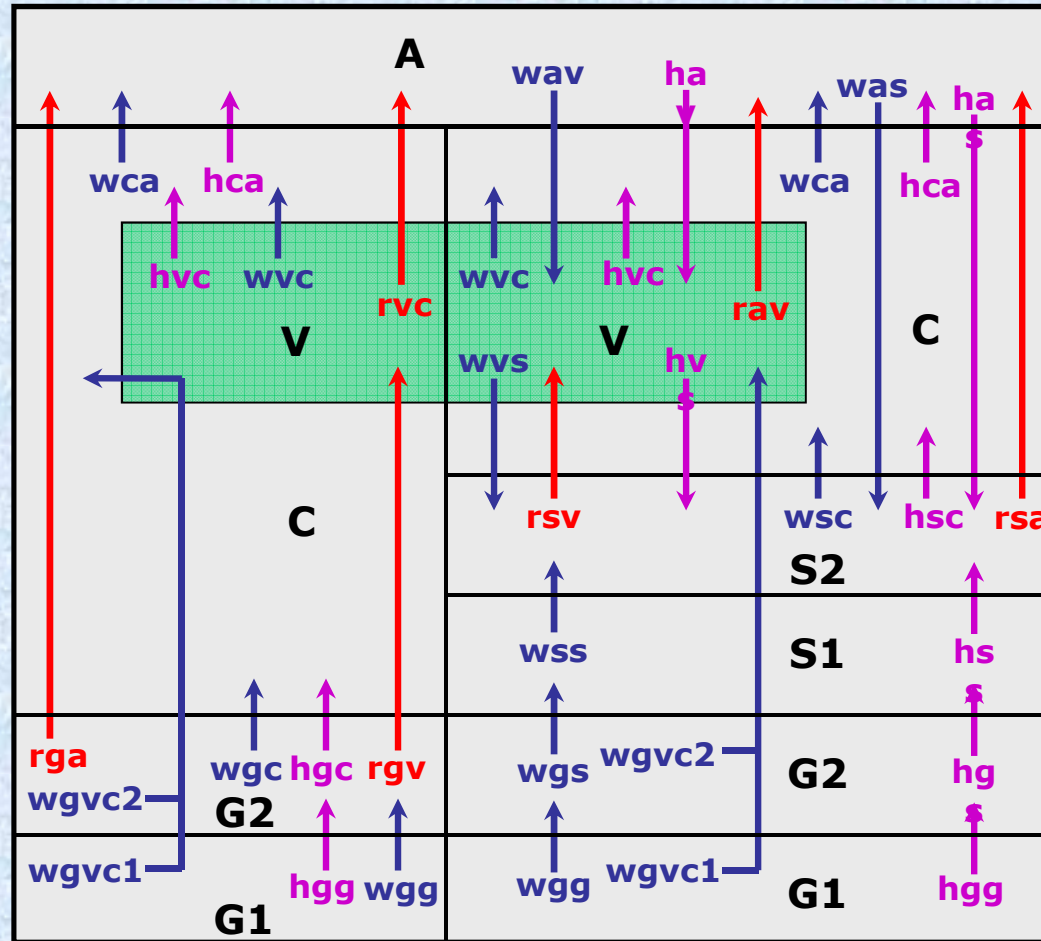 A
wav
ha
was
ha
s
wca
hca
wca
hca
hvc
wvc
rvc
wvc
hvc
rav
V
V
C
wvs
hv
s
C
rsv
wsc
hsc
rsa
S2
wss
S1
hs
s
rga
wgc
hgc
rgv
wgs
wgvc2
G2
hg
s
wgvc2
G2
wgvc1
hgg
wgg
wgg
wgvc1
G1
hgg
G1